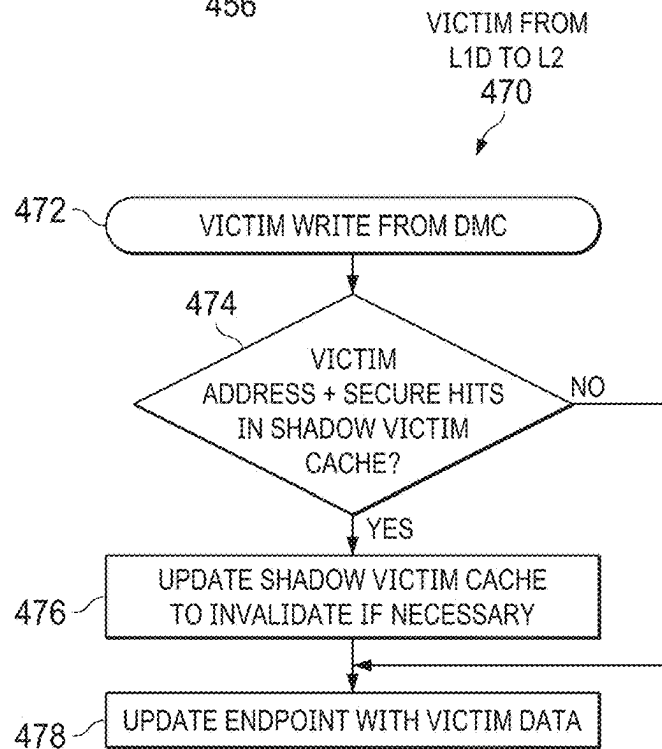 456
VICTIM FROM
L1D TO L2
470
472
VICTIM WRITE FROM DMC
474
VICTIM
ADDRESS + SECURE HITS
IN SHADOW VICTIM
CACHE?
NO
YES
476
UPDATE SHADOW VICTIM CACHE
TO INVALIDATE IF NECESSARY
478
UPDATE ENDPOINT WITH VICTIM DATA